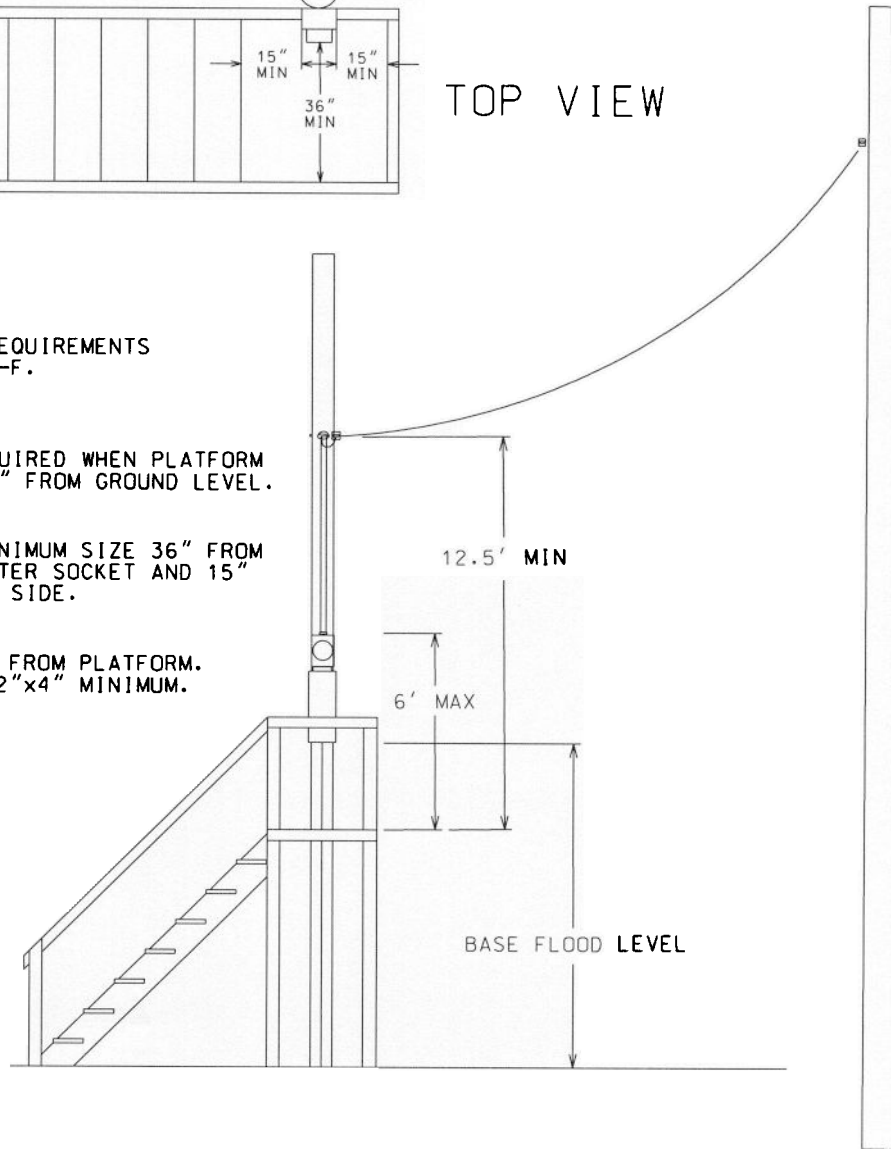 15" MIN
15" MIN
36" MIN
TOP VIEW
EQUIREMENTS
-F.
UIRED WHEN PLATFORM
" FROM GROUND LEVEL.
NIMUM SIZE 36" FROM
TER SOCKET AND 15"
SIDE.
FROM PLATFORM.
2"x4" MINIMUM.
12.5' MIN
6' MAX
BASE FLOOD LEVEL